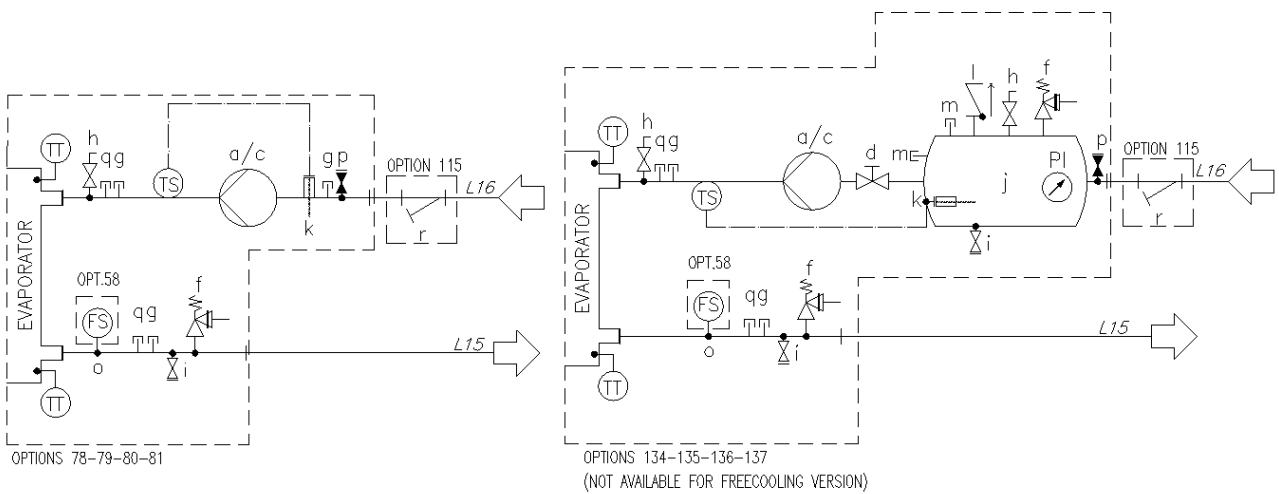 TT
h
qg
TS
a/c
gp
k
OPTION 115
r
L16
EVAPORATOR
OPT.58
FS
o
qg
i
f
L15
TT
OPTIONS 78-79-80-81
TT
h
qg
TS
a/c
d
m
m
l
h
f
k
j
PI
i
p
OPTION 115
r
L16
EVAPORATOR
OPT.58
FS
o
qg
i
f
L15
TT
OPTIONS 134-135-136-137
(NOT AVAILABLE FOR FREECOOLING VERSION)